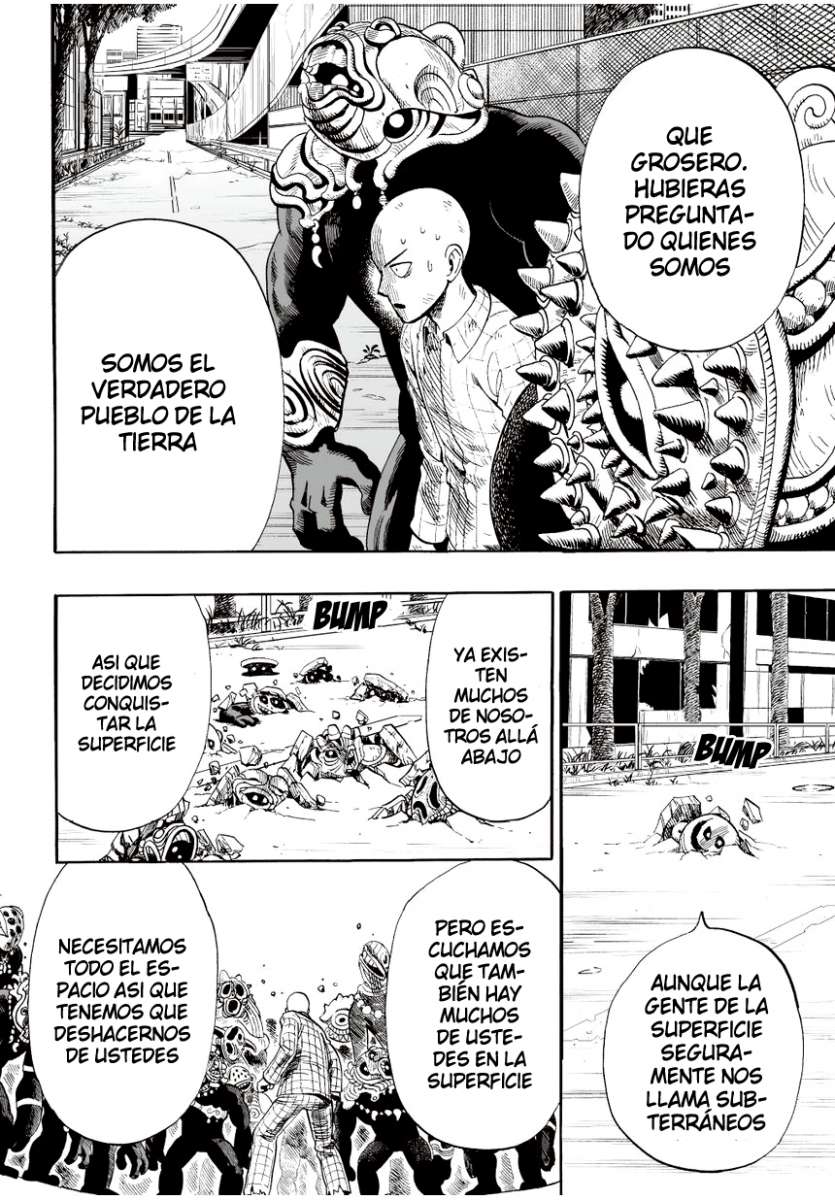 QUE
GROSERO.
HUBIERAS
PREGUNTA-
DO QUIENES
SOMOS
SOMOS EL
VERDADERO
PUEBLO DE LA
TIERRA
BUMP
AUNQUE LA
GENTE DE LA
SUPERFICIE
SEGURA-
MENTE NOS
LLAMA SUB-
TERRÁNEOS
BUMP
YA EXIS-
TEN
MUCHOS
DE NOSO-
TROS ALLÁ
ABAJO
ASI QUE
DECIDIMOS
CONQUIS-
TAR LA
SUPERFICIE
PERO ES-
CUCHAMOS
QUE TAM-
BIÉN HAY
MUCHOS
DE USTE-
DES EN LA
SUPERFICIE
NECESITAMOS
TODO EL ES-
PACIO ASI QUE
TENEMOS QUE
DESHACERNOS
DE USTEDES